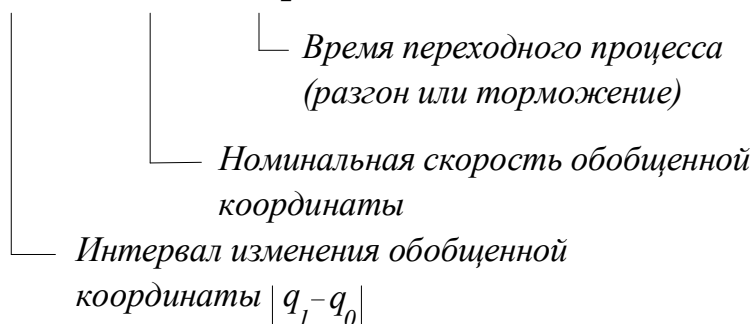 Время переходного процесса
(разгон или торможение)
Номинальная скорость обобщенной
координаты
Интервал изменения обобщенной
координаты |q₁–q₀|